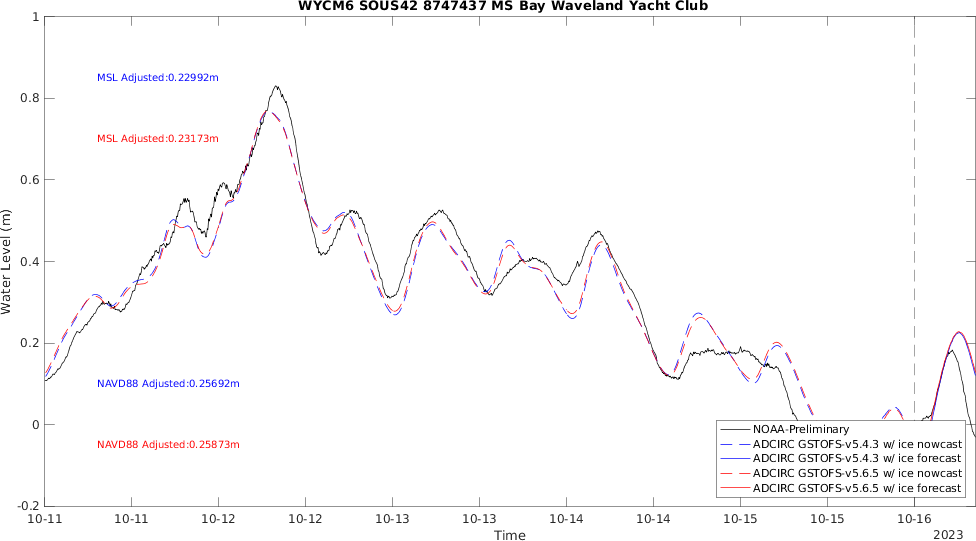 WYCM6 SOUS42 8747437 MS Bay Waveland Yacht Club
1
0.8
0.6
0.4
0.2
0
-0.2
Water Level (m)
MSL Adjusted:0.22992m
MSL Adjusted:0.23173m
NAVD88 Adjusted:0.25692m
NAVD88 Adjusted:0.25873m
NOAA-Preliminary
ADCIRC GSTOFS-v5.4.3 w/ ice nowcast
ADCIRC GSTOFS-v5.4.3 w/ ice forecast
ADCIRC GSTOFS-v5.6.5 w/ ice nowcast
ADCIRC GSTOFS-v5.6.5 w/ ice forecast
10-11 10-11 10-12 10-12 10-13 10-13 10-14 10-14 10-15 10-15 10-16
Time
2023